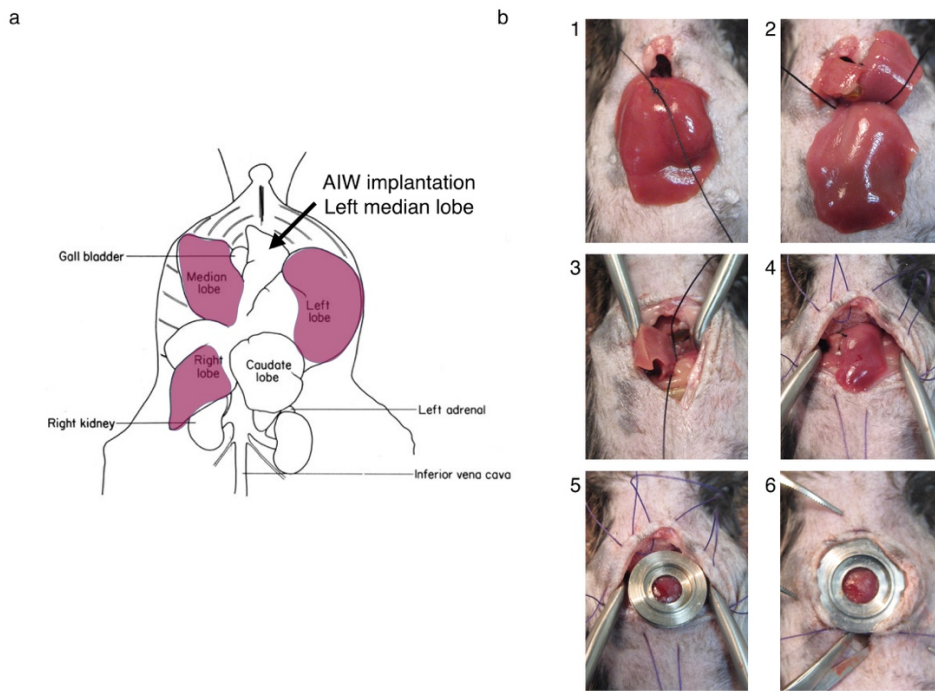 a
b
AIW implantation
Left median lobe
Gall bladder
Median
lobe
Left
lobe
Right
lobe
Caudate
lobe
Right kidney
Left adrenal
Inferior vena cava
1
2
3
4
5
6